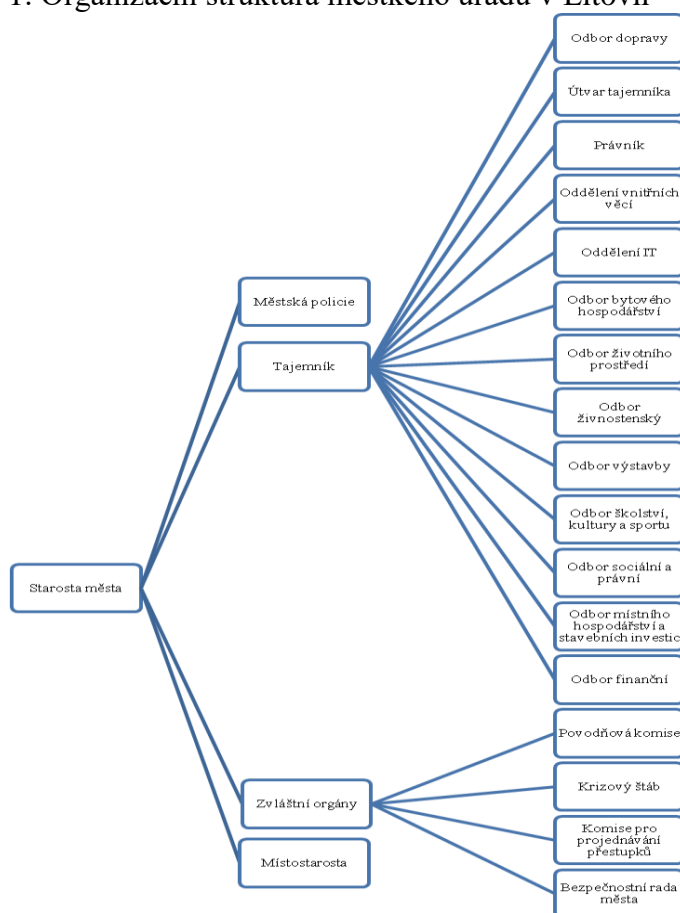 1. Organizační struktura městkého úřadu v Litovli
Odbor dopravy
Útvar tajemníka
Právník
Oddělení vnitřních
věcí
Oddělení IT
Odbor bytového
hospodářství
Městská policie
Tajemník
Odbor životního
prostředí
Odbor
živnostenský
Odbor výstavby
Odbor školství,
kultury a sportu
Starosta města
Odbor sociální a
právní
Odbor místního
hospodářství a
stavebních investic
Odbor finanční
Povodňová komise
Zvláštní orgány
Krizový štáb
Místostarosta
Komise pro
projednávání
přestupků
Bezpečnostní rada
města